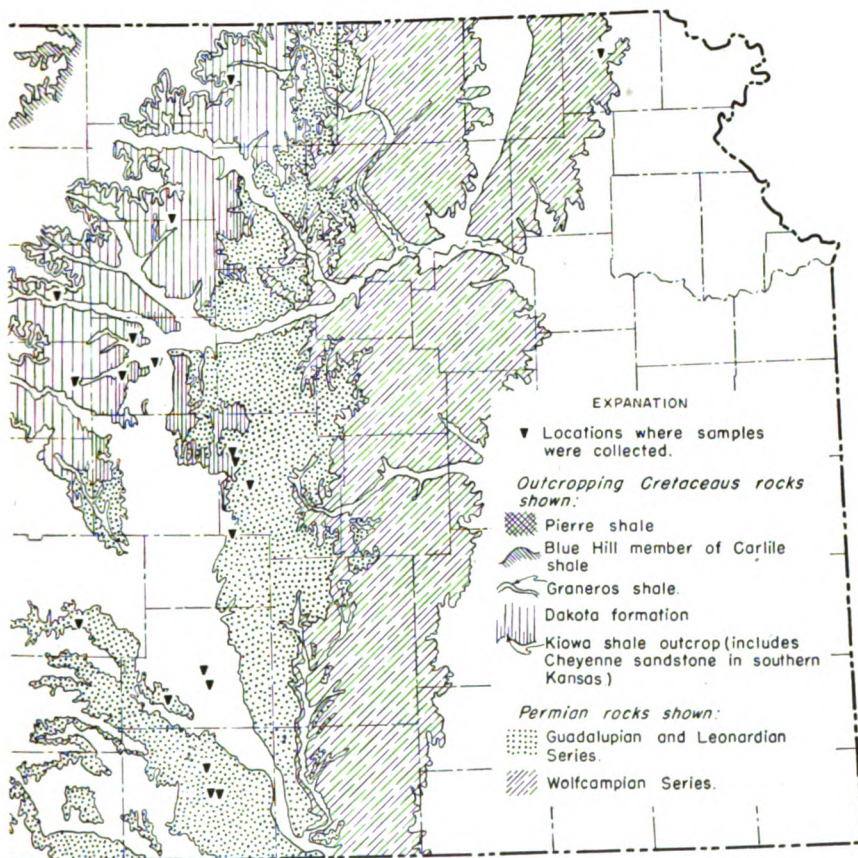 EXPANATION
Locations where samples
were collected.
Outcropping Cretaceous rocks
shown:
Pierre shale
Blue Hill member of Carlile
shale
Graneros shale.
Dakota formation
Kiowa shale outcrop (includes
Cheyenne sandstone in southern
Kansas)
Permian rocks shown:
Guadalupian and Leonardian
Series.
Wolfcampian Series.